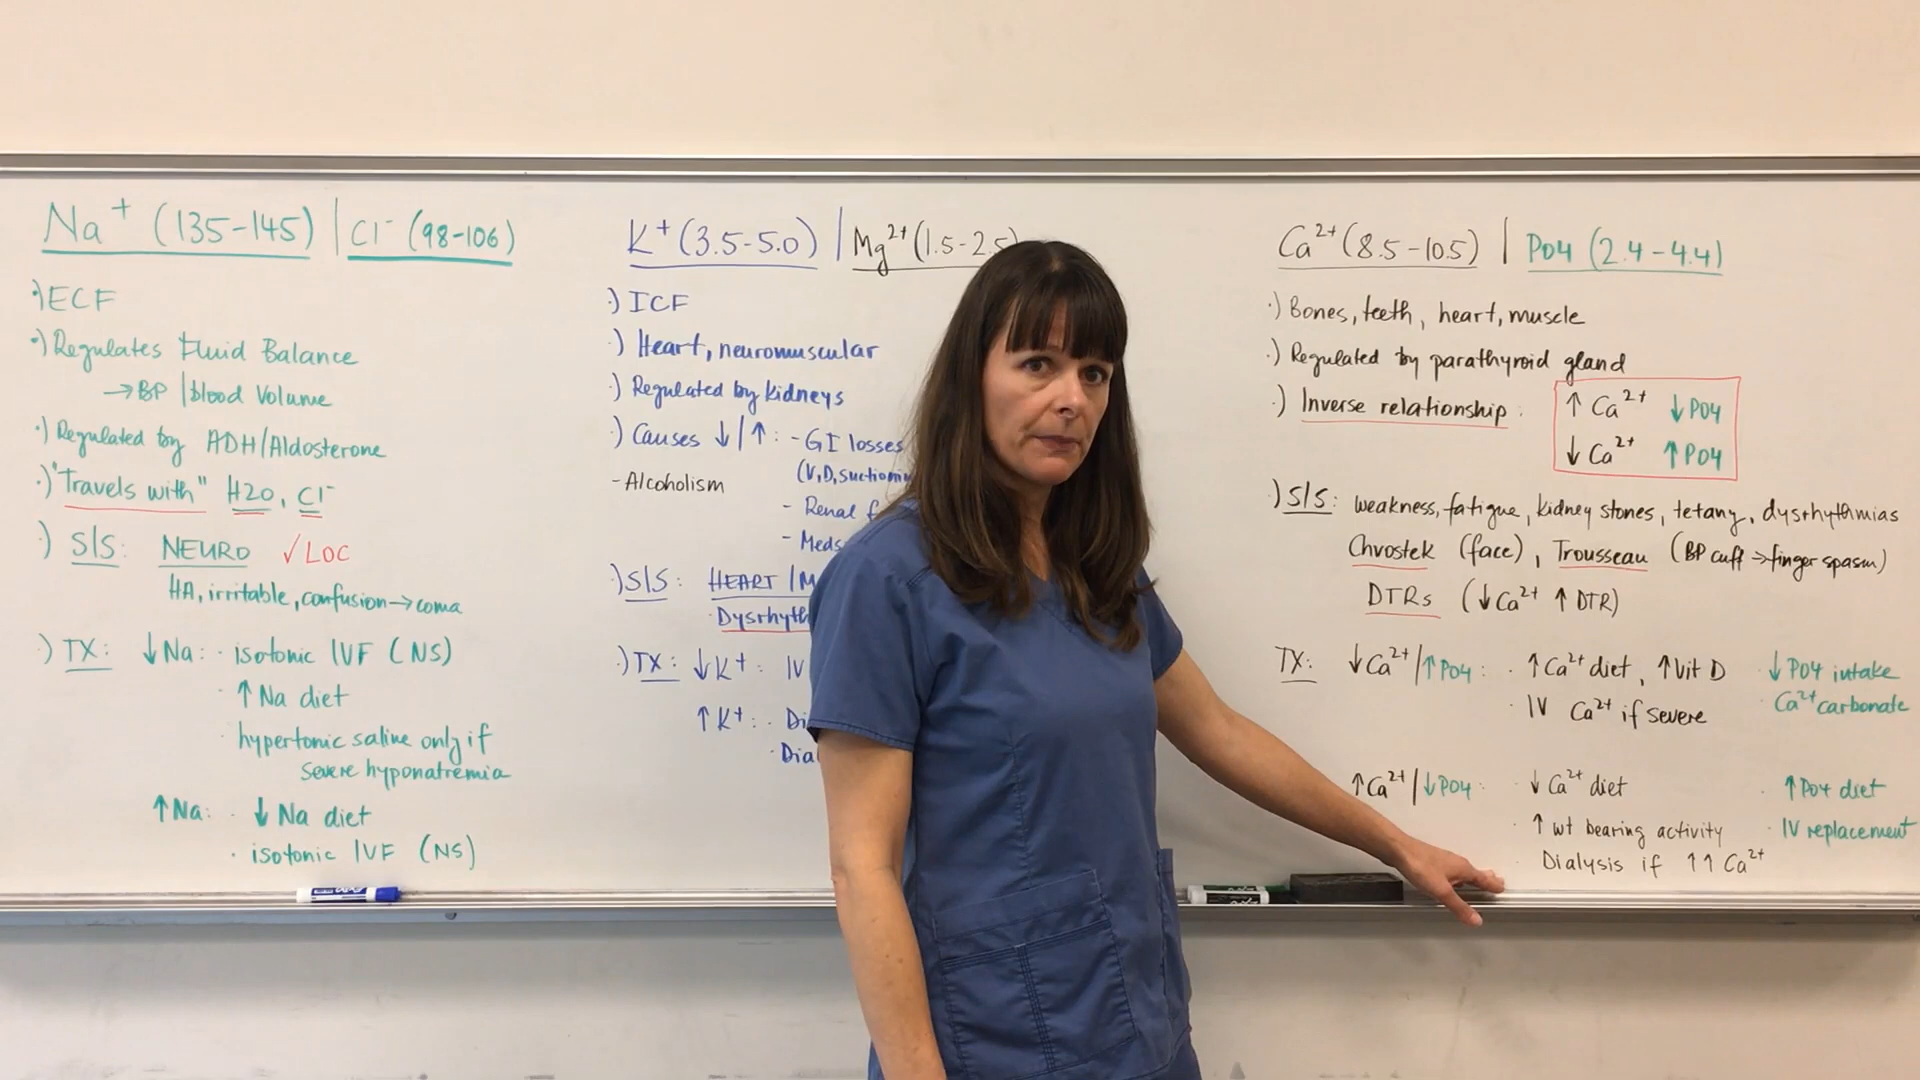 Na+ (135-145) | Cl- (98-106)
·) ECF
·) Regulates Fluid Balance
→ BP | blood Volume
·) Regulated by ADH/Aldosterone
·) "Travels with" H2O, Cl-
·) S/S: NEURO ✓LOC
HA, irritable, confusion → coma
·) TX: ↓Na: · isotonic IVF (NS)
· ↑ Na diet
· hypertonic saline only if
severe hyponatremia
↑Na: · ↓ Na diet
· isotonic IVF (NS)
K+ (3.5-5.0) | Mg2+ (1.5-2.5)
·) ICF
·) Heart, neuromuscular
·) Regulated by kidneys
·) Causes ↓/↑: - GI losses
(V, D,
- Alcoholism
- Renal
- Meds
·) S/S: HEART /
·) TX: ↓K+: IV
↑K+: ·
Ca2+ (8.5-10.5) | PO4 (2.4-4.4)
·) Bones, teeth, heart, muscle
·) Regulated by parathyroid gland
·) Inverse relationship: ↑ Ca2+ ↓ PO4
↓ Ca2+ ↑ PO4
·) S/S: weakness, fatigue, kidney stones, tetany, dysrhythmias
Chvostek (face), Trousseau (BP cuff → finger spasm)
DTRs (↓Ca2+ ↑ DTR)
TX: ↓Ca2+/↑PO4: · ↑Ca2+ diet, ↑Vit D · ↓ PO4 intake
· IV Ca2+ if severe · Ca2+ carbonate
↑Ca2+/↓PO4: · ↓ Ca2+ diet · ↑PO4 diet
· ↑ wt bearing activity · IV replacement
· Dialysis if ↑↑ Ca2+